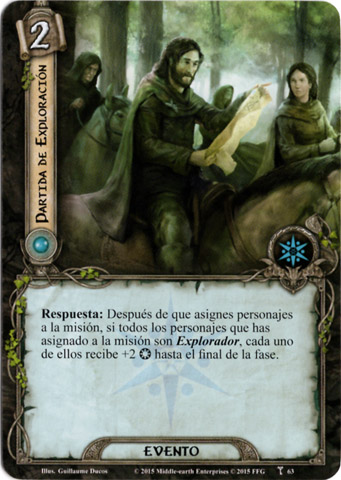 2
PARTIDA DE EXPLORACIÓN
Respuesta: Después de que asignes personajes
a la misión, si todos los personajes que has
asignado a la misión son Explorador, cada uno
de ellos recibe +2 hasta el final de la fase.
EVENTO
Illus. Guillaume Ducos © 2015 Middle-earth Enterprises © 2015 FFG 63